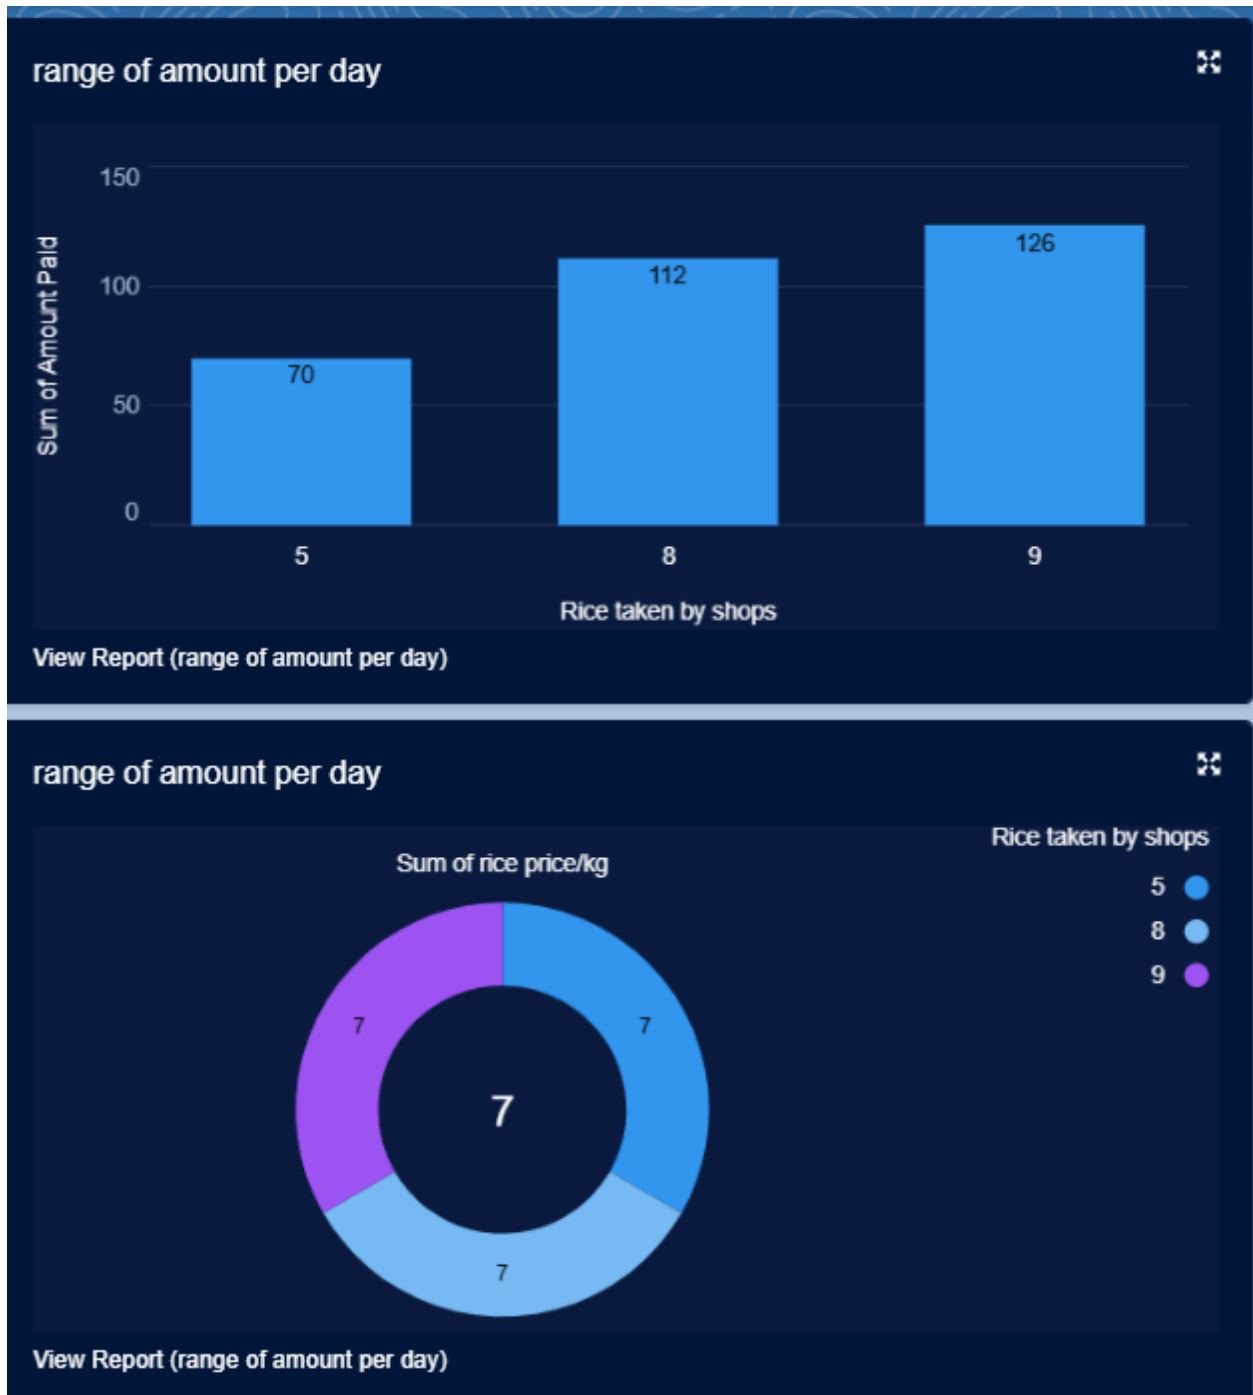 range of amount per day
150
100
50
0
Sum of Amount Paid
70
112
126
5
8
9
Rice taken by shops
View Report (range of amount per day)
range of amount per day
Rice taken by shops
5
8
9
Sum of rice price/kg
7
7
7
7
View Report (range of amount per day)